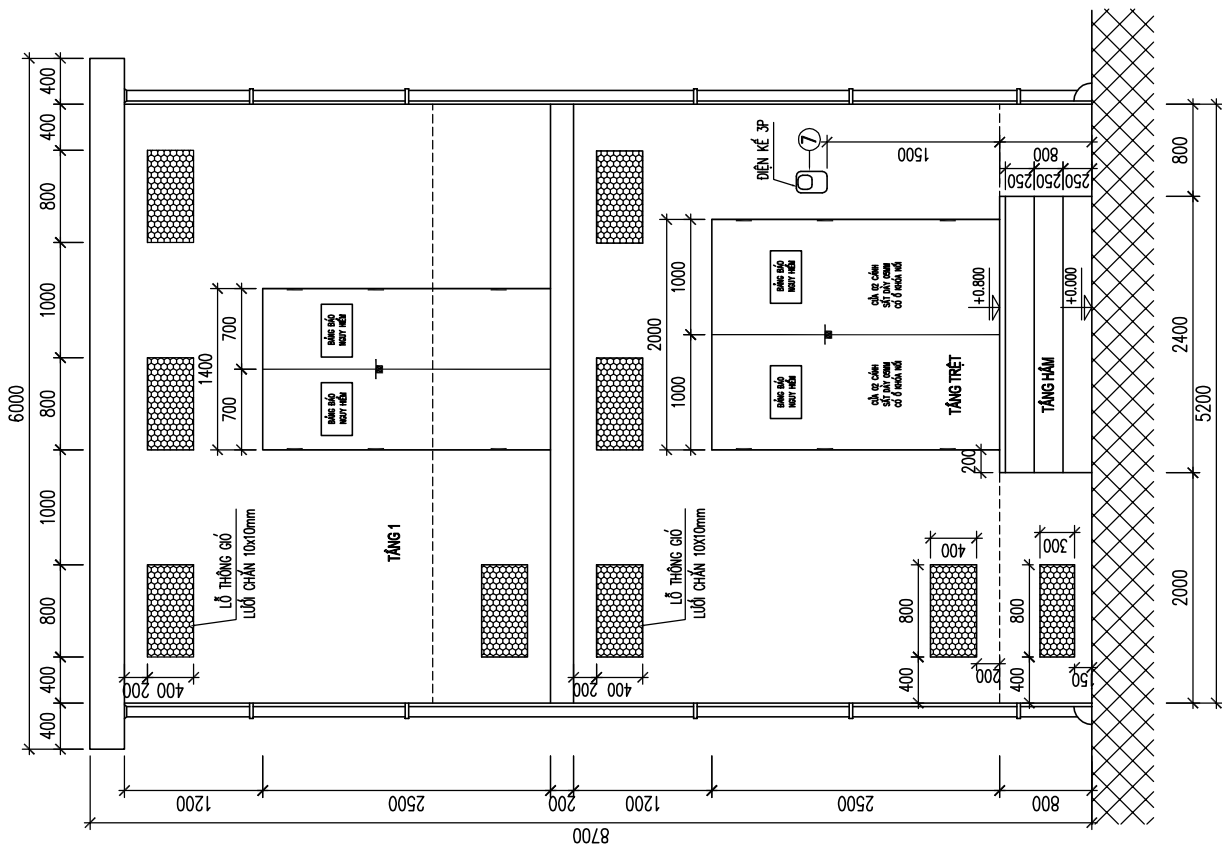 6000
400
400
800
1000
800
1000
800
400
400
200
400
LỖ THÔNG GIÓ
LƯỚI CHẮN 10x10mm
1400
700
700
BẢNG BÁO
NGUY HIỂM
BẢNG BÁO
NGUY HIỂM
TẦNG 1
1200
2500
200
1200
2500
800
8700
200
400
LỖ THÔNG GIÓ
LƯỚI CHẮN 10x10mm
2000
1000
1000
BẢNG BÁO
NGUY HIỂM
BẢNG BÁO
NGUY HIỂM
CỬA 02 CÁNH
SẮT DÀY 05MM
CÓ Ổ KHÓA NỔI
CỬA 02 CÁNH
SẮT DÀY 05MM
CÓ Ổ KHÓA NỔI
ĐIỆN KẾ 3P
7
1500
800
250
250
250
TẦNG TRỆT
TẦNG HẦM
+0.800
+0.000
200
800
400
400
200
800
400
300
150
2000
2400
800
5200